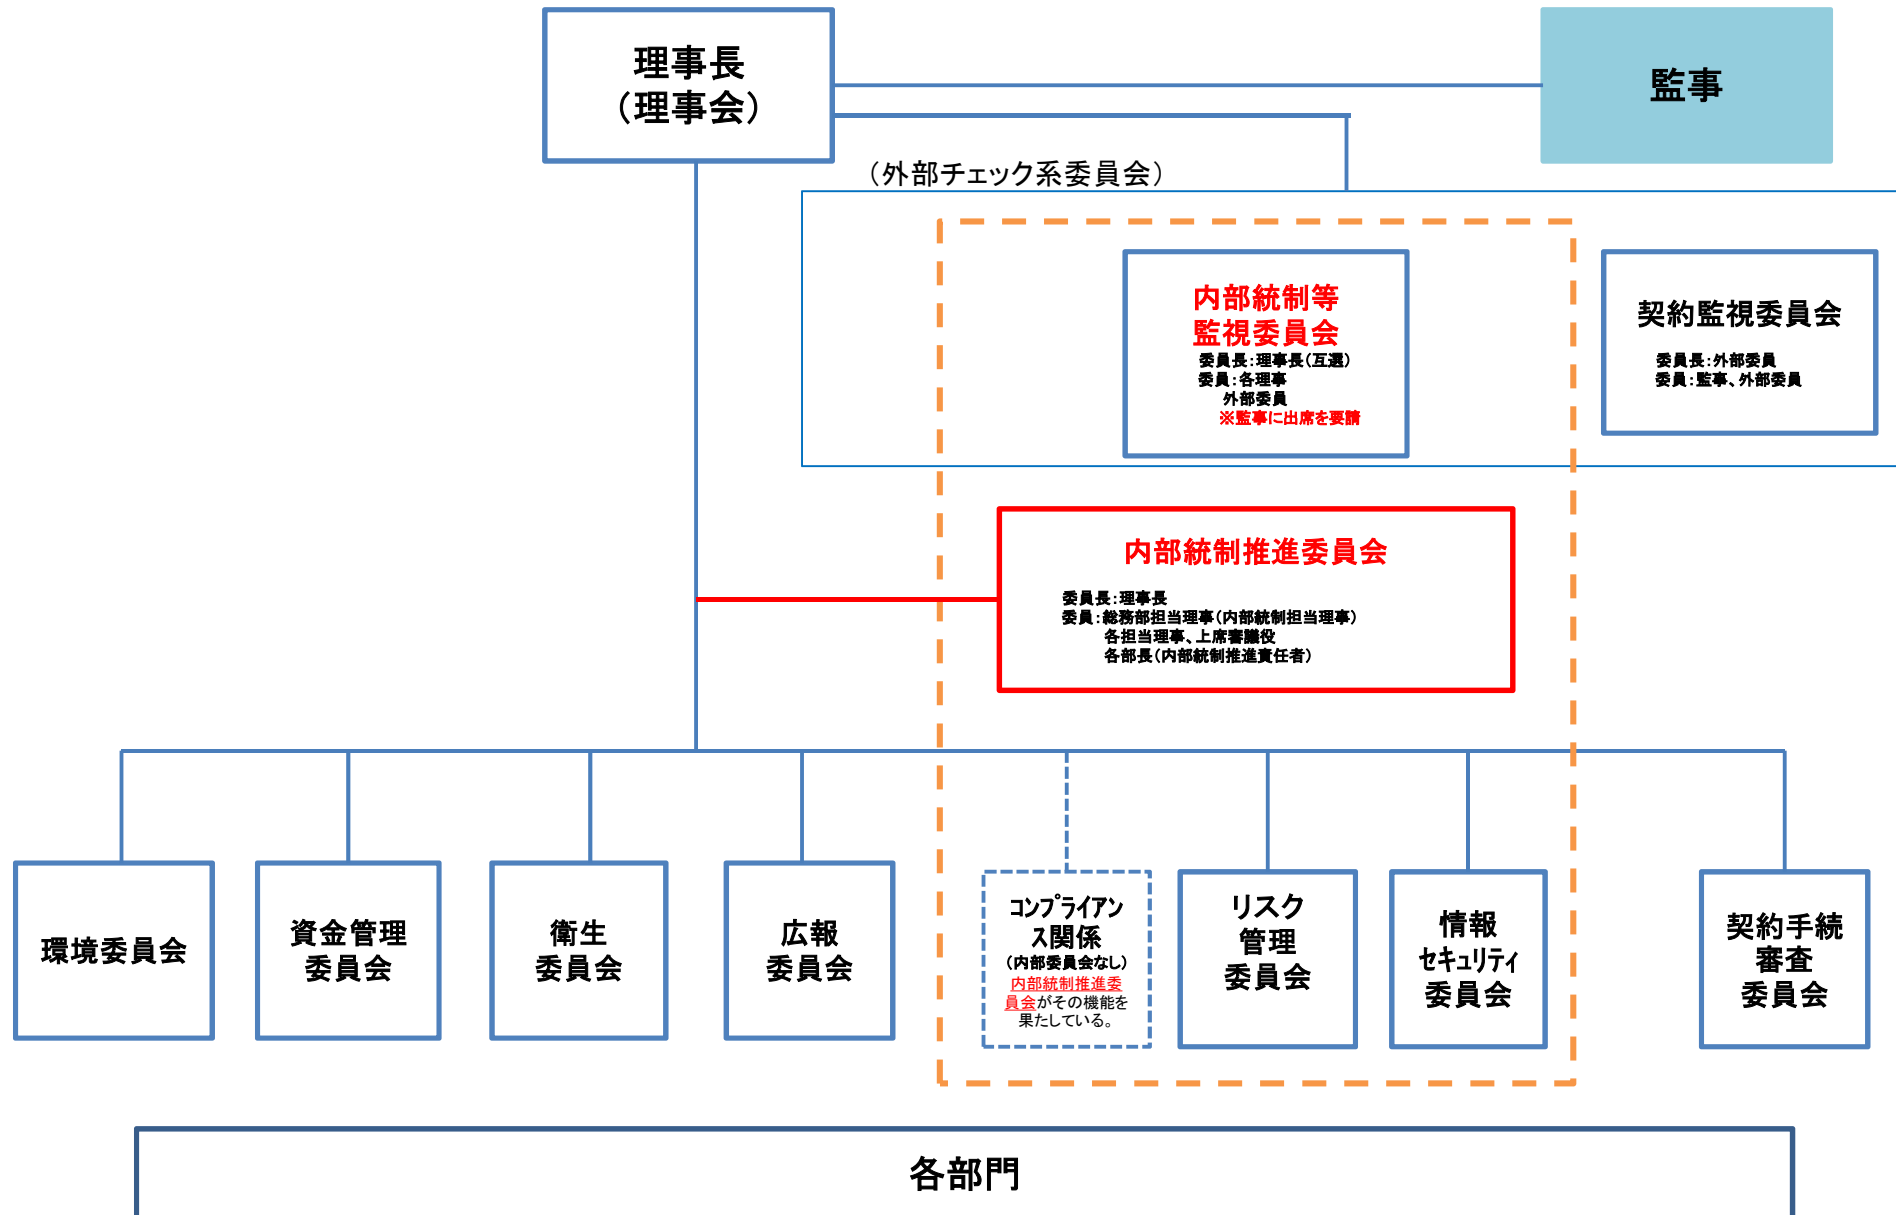 理事長
（理事会）
監事
（外部チェック系委員会）
内部統制等
監視委員会
委員長：理事長（互選）
委員：各理事
外部委員
※監事に出席を要請
契約監視委員会
委員長：外部委員
委員：監事、外部委員
内部統制推進委員会
委員長：理事長
委員：総務部担当理事（内部統制担当理事）
各担当理事、上席審議役
各部長（内部統制推進責任者）
環境委員会
資金管理
委員会
衛生
委員会
広報
委員会
コンプライアン
ス関係
（内部委員会なし）
内部統制推進委
員会がその機能を
果たしている。
リスク
管理
委員会
情報
セキュリティ
委員会
契約手続
審査
委員会
各部門